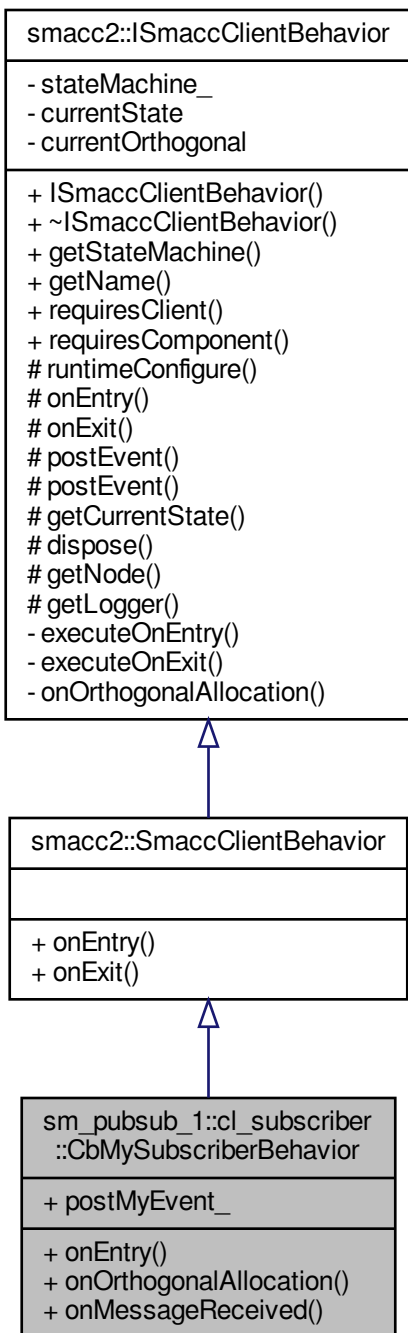 smacc2::ISmaccClientBehavior
- stateMachine_
- currentState
- currentOrthogonal
+ ISmaccClientBehavior()
+ ~ISmaccClientBehavior()
+ getStateMachine()
+ getName()
+ requiresClient()
+ requiresComponent()
# runtimeConfigure()
# onEntry()
# onExit()
# postEvent()
# postEvent()
# getCurrentState()
# dispose()
# getNode()
# getLogger()
- executeOnEntry()
- executeOnExit()
- onOrthogonalAllocation()
smacc2::SmaccClientBehavior
+ onEntry()
+ onExit()
sm_pubsub_1::cl_subscriber
::CbMySubscriberBehavior
+ postMyEvent_
+ onEntry()
+ onOrthogonalAllocation()
+ onMessageReceived()